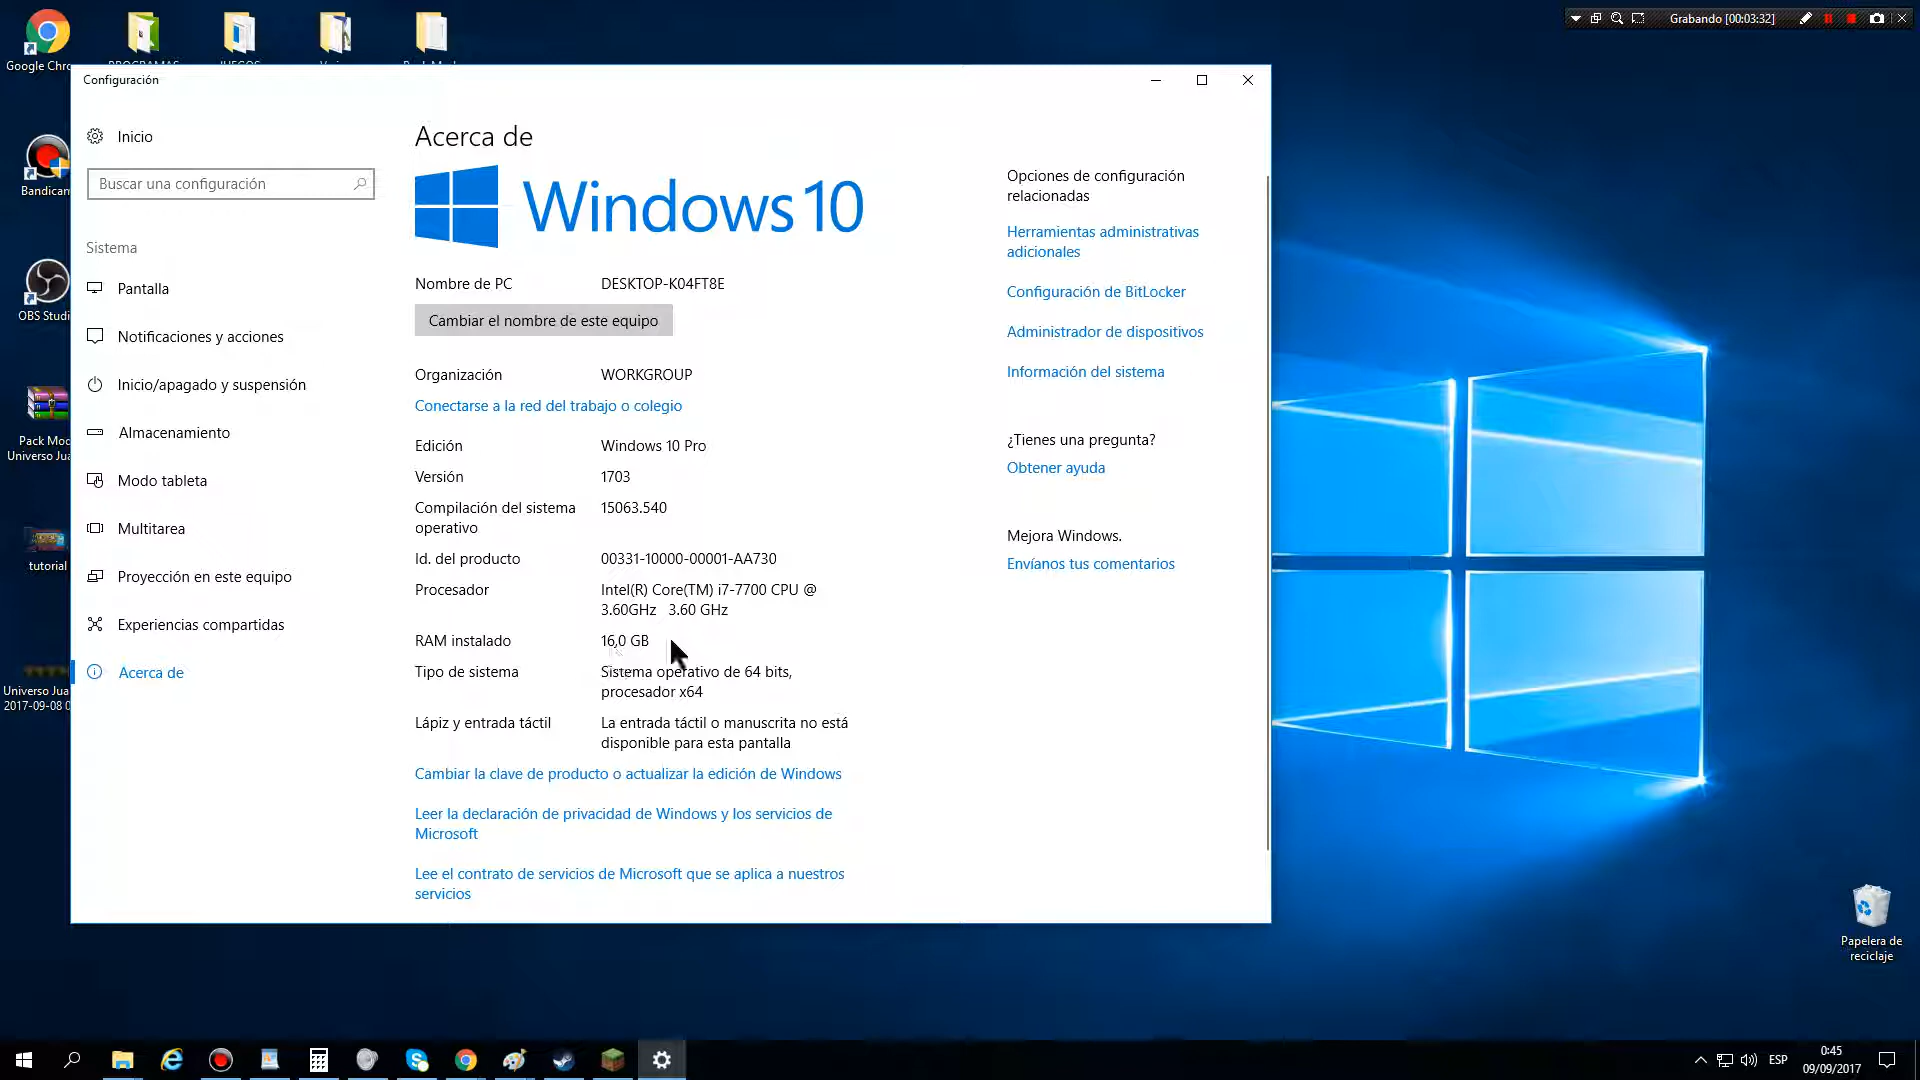 Grabando [00:03:32]
Google Chro
Configuración
Inicio
Buscar una configuración
Sistema
Pantalla
Notificaciones y acciones
Inicio/apagado y suspensión
Almacenamiento
Modo tableta
Multitarea
Proyección en este equipo
Experiencias compartidas
Acerca de
Acerca de
Windows 10
Nombre de PC DESKTOP-K04FT8E
Cambiar el nombre de este equipo
Organización WORKGROUP
Conectarse a la red del trabajo o colegio
Edición Windows 10 Pro
Versión 1703
Compilación del sistema 15063.540
operativo
Id. del producto 00331-10000-00001-AA730
Procesador Intel(R) Core(TM) i7-7700 CPU @
3.60GHz 3.60 GHz
RAM instalado 16,0 GB
Tipo de sistema Sistema operativo de 64 bits,
procesador x64
Lápiz y entrada táctil La entrada táctil o manuscrita no está
disponible para esta pantalla
Cambiar la clave de producto o actualizar la edición de Windows
Leer la declaración de privacidad de Windows y los servicios de
Microsoft
Lee el contrato de servicios de Microsoft que se aplica a nuestros
servicios
Opciones de configuración
relacionadas
Herramientas administrativas
adicionales
Configuración de BitLocker
Administrador de dispositivos
Información del sistema
¿Tienes una pregunta?
Obtener ayuda
Mejora Windows.
Envíanos tus comentarios
Bandicam
OBS Studi
Pack Mod
Universo Jua
tutorial
Universo Jua
2017-09-08 0
Papelera de
reciclaje
ESP
0:45
09/09/2017